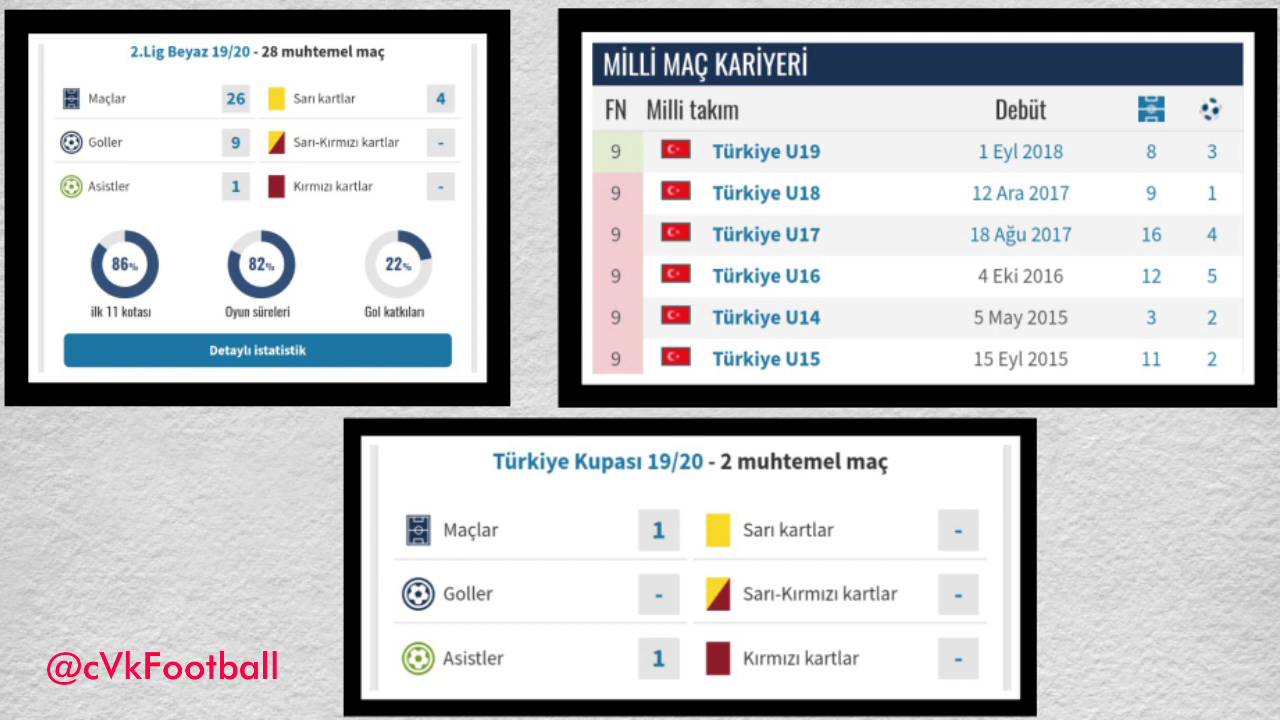 2.Lig Beyaz 19/20 - 28 muhtemel maç
Maçlar 26 Sarı kartlar 4
Goller 9 Sarı-Kırmızı kartlar -
Asistler 1 Kırmızı kartlar -
86% 82% 22%
ilk 11 kotası Oyun süreleri Gol katkıları
Detaylı istatistik
MİLLİ MAÇ KARİYERİ
FN Milli takım Debüt
9 Türkiye U19 1 Eyl 2018 8 3
9 Türkiye U18 12 Ara 2017 9 1
9 Türkiye U17 18 Ağu 2017 16 4
9 Türkiye U16 4 Eki 2016 12 5
9 Türkiye U14 5 May 2015 3 2
9 Türkiye U15 15 Eyl 2015 11 2
Türkiye Kupası 19/20 - 2 muhtemel maç
Maçlar 1 Sarı kartlar -
Goller - Sarı-Kırmızı kartlar -
Asistler 1 Kırmızı kartlar -
@cVkFootball